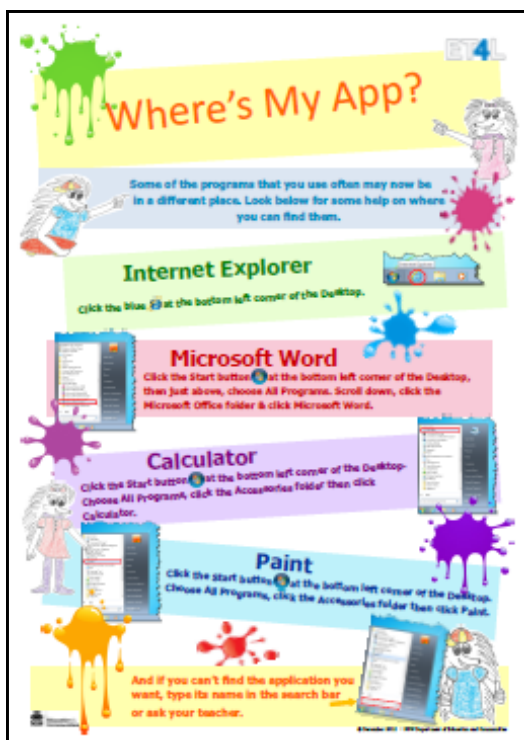 ET4L
Where's My App?
Some of the programs that you use often may now be
in a different place. Look below for some help on where
you can find them.
Internet Explorer
Click the blue at the bottom left corner of the Desktop.
Microsoft Word
Click the Start button at the bottom left corner of the Desktop,
then just above, choose All Programs. Scroll down, click the
Microsoft Office folder & click Microsoft Word.
Calculator
Click the Start button at the bottom left corner of the Desktop.
Choose All Programs, click the Accessories folder then click
Calculator.
Paint
Click the Start button at the bottom left corner of the Desktop.
Choose All Programs, click the Accessories folder then click Paint.
And if you can't find the application you
want, type its name in the search bar
or ask your teacher.